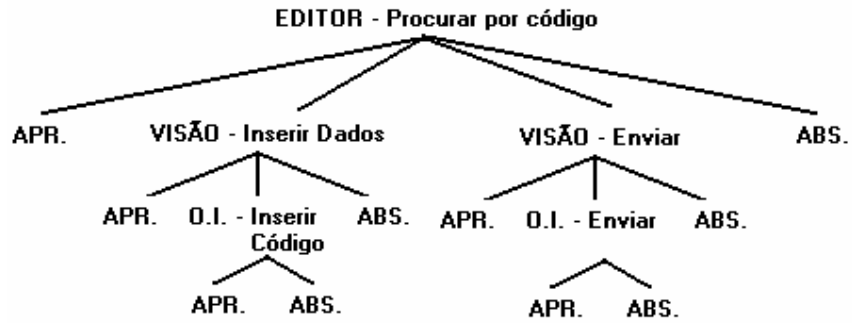 EDITOR - Procurar por código
APR. VISÃO - Inserir Dados VISÃO - Enviar ABS.
APR. O.I. - Inserir ABS. APR. O.I. - Enviar ABS.
Código
APR. ABS. APR. ABS.